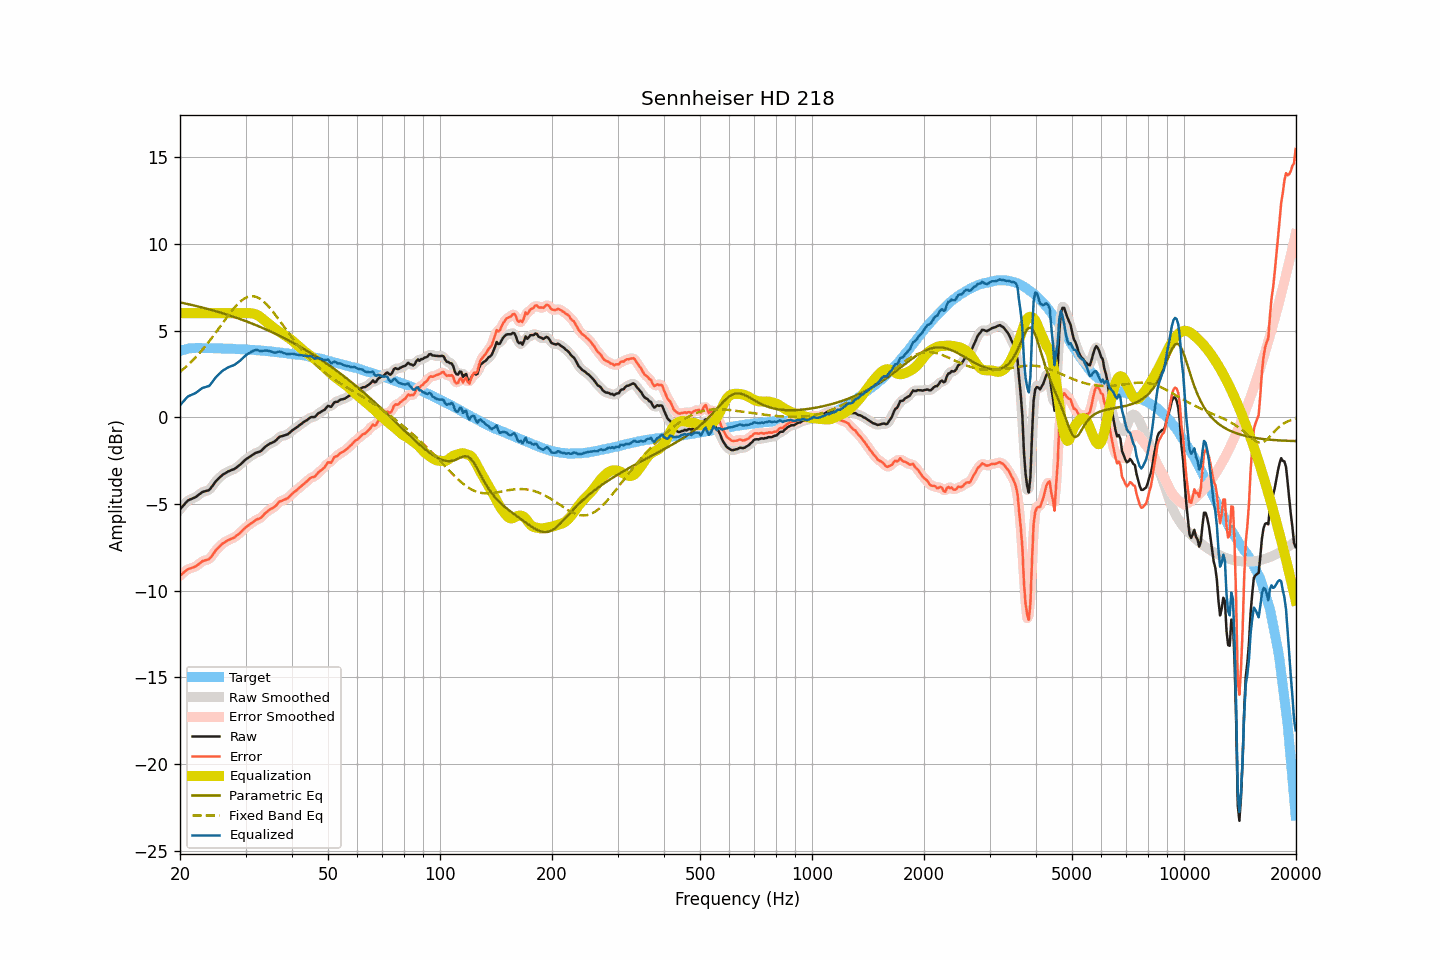 Sennheiser HD 218
Amplitude (dBr)
15
10
5
0
−5
−10
−15
−20
−25
Target
Raw Smoothed
Error Smoothed
Raw
Error
Equalization
Parametric Eq
Fixed Band Eq
Equalized
20 50 100 200 500 1000 2000 5000 10000 20000
Frequency (Hz)